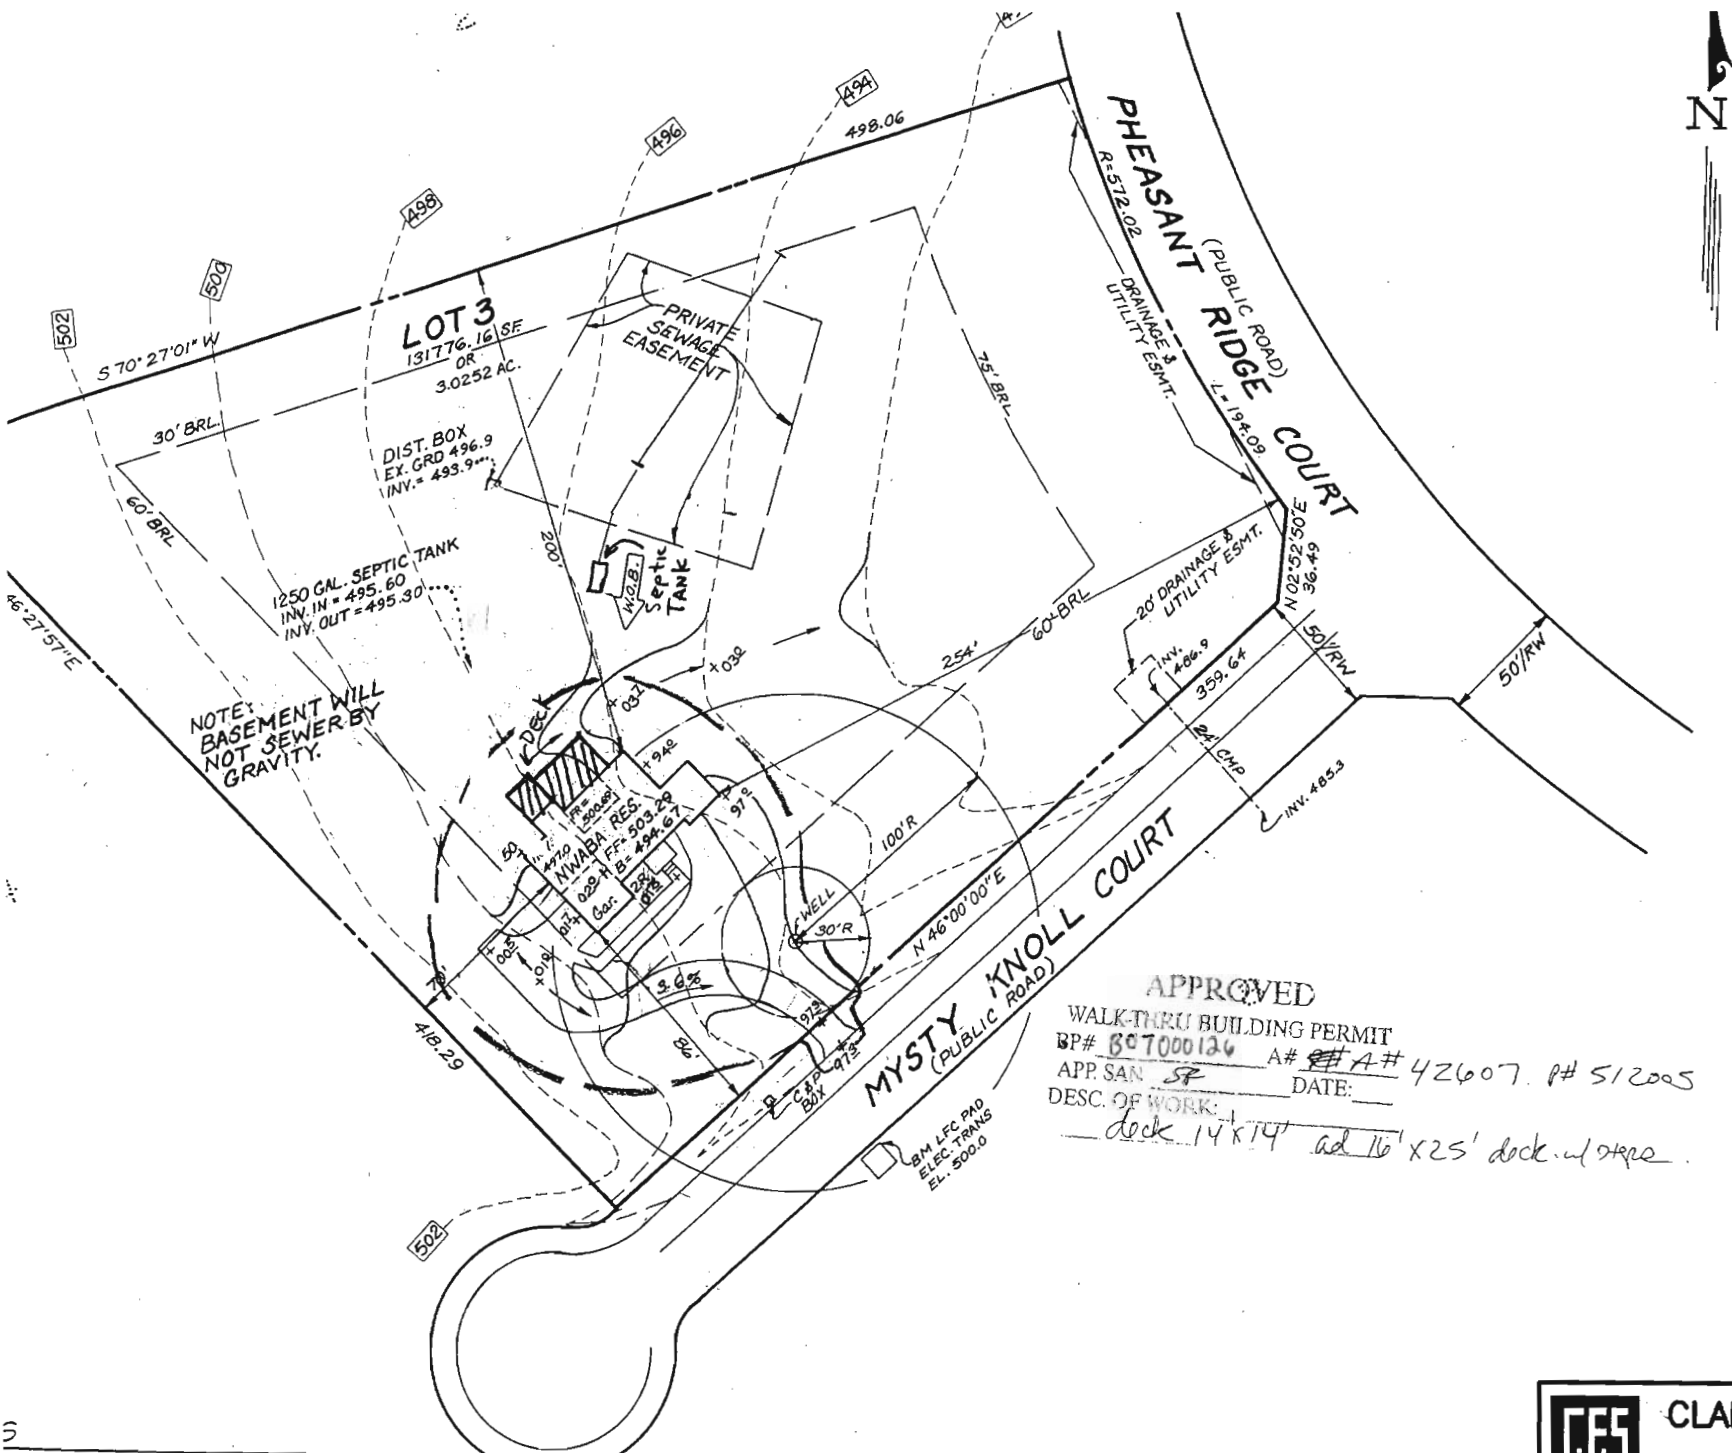 N
494
496
498
500
502
498.06
S 70°27'01" W
LOT 3
131776.16 SF
OR
3.0252 AC.
PHEASANT RIDGE COURT
(PUBLIC ROAD)
R=572.02
L=194.09
DRAINAGE &
UTILITY ESMT.
PRIVATE
SEWAGE
EASEMENT
75' BRL
30' BRL
60' BRL
DIST. BOX
EX. GRD 496.9
INV.= 493.9
200'
1250 GAL. SEPTIC TANK
INV. IN = 495.60
INV. OUT = 495.30
W.O.B.
Septic
TANK
N 02°52'50"E
36.49
20' DRAINAGE &
UTILITY ESMT.
60' BRL
254'
INV.
486.9
359.64
50'/RW
50'/RW
24" CMP
INV. 485.3
46°27'57"E
NOTE:
BASEMENT WILL
NOT SEWER BY
GRAVITY.
DECK
NWABA RES.
FF= 503.29
B= 494.67
Gar.
100'R
WELL
30'R
N 46°00'00"E
MYSTY KNOLL COURT
(PUBLIC ROAD)
3.6%
86'
418.29
C & P
BOX
BM LFC PAD
ELEC. TRANS
EL. 500.0
502
APPROVED
WALK-THRU BUILDING PERMIT
BP# B07000126 A# A# 42607. P# 512005
APP. SAN SF DATE:
DESC. OF WORK:
deck 14'x14' ad 16'x25' deck w/
CLA